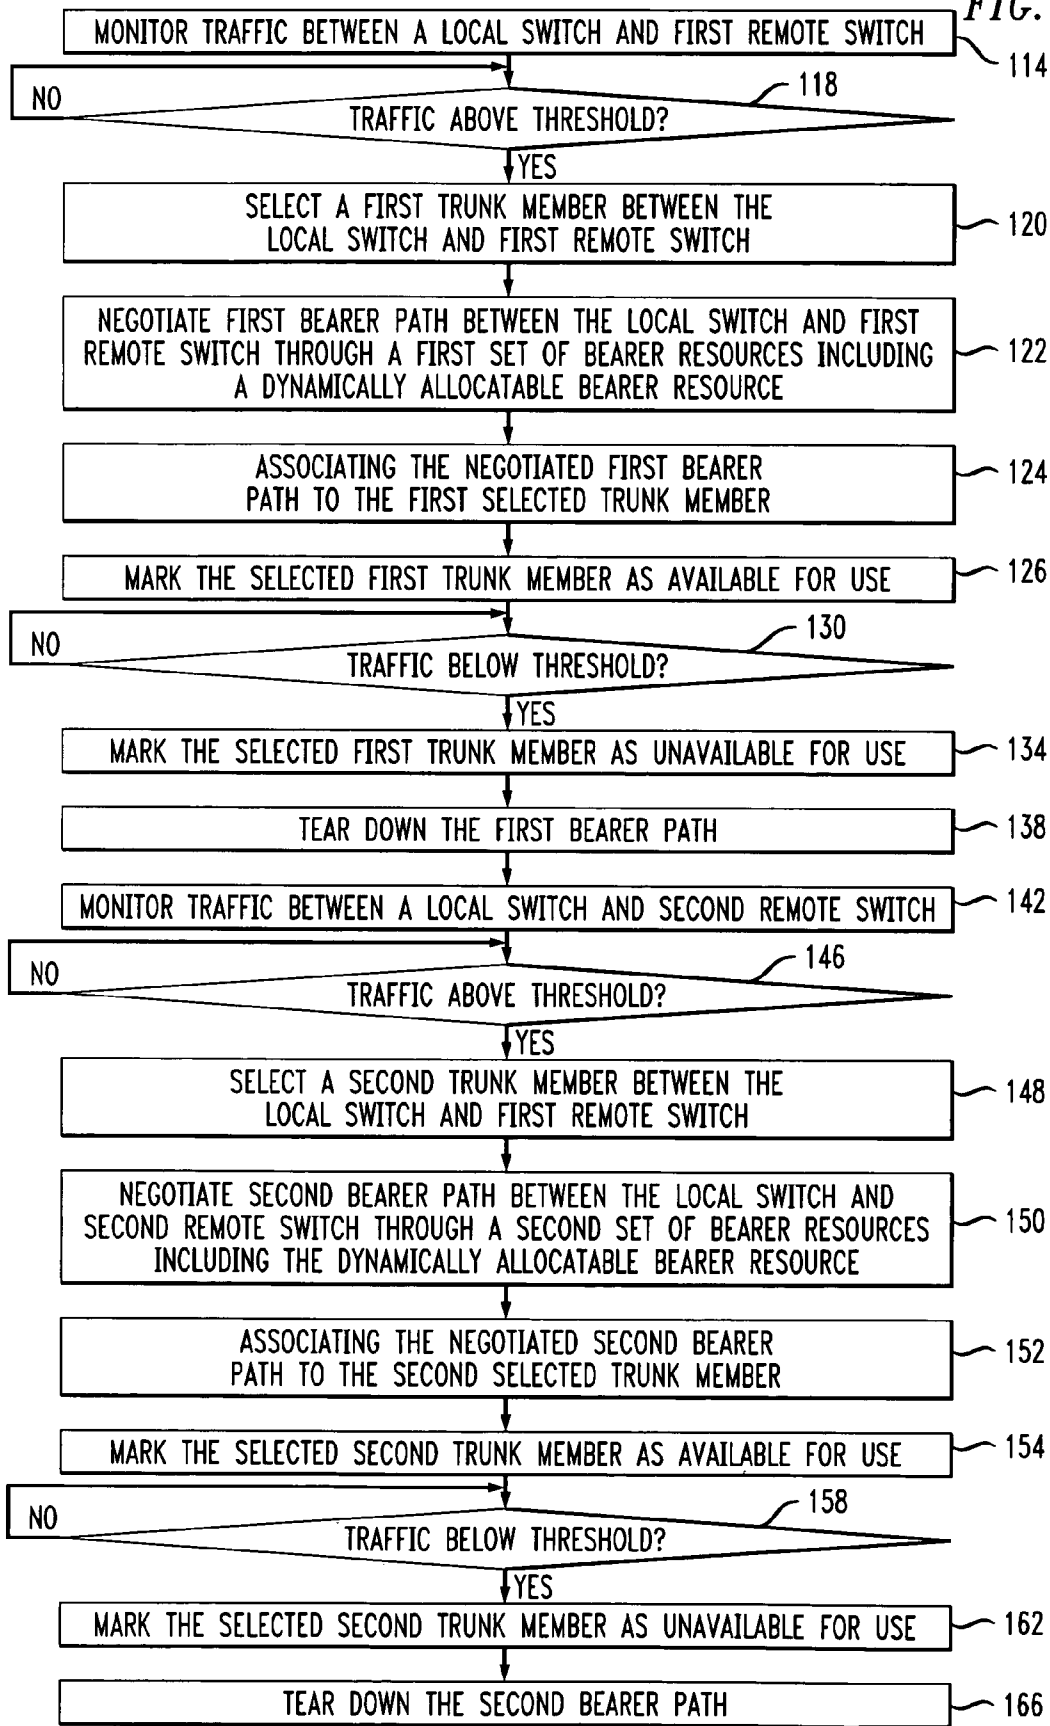 FIG.
MONITOR TRAFFIC BETWEEN A LOCAL SWITCH AND FIRST REMOTE SWITCH
114
NO
118
TRAFFIC ABOVE THRESHOLD?
YES
SELECT A FIRST TRUNK MEMBER BETWEEN THE
LOCAL SWITCH AND FIRST REMOTE SWITCH
120
NEGOTIATE FIRST BEARER PATH BETWEEN THE LOCAL SWITCH AND FIRST
REMOTE SWITCH THROUGH A FIRST SET OF BEARER RESOURCES INCLUDING
A DYNAMICALLY ALLOCATABLE BEARER RESOURCE
122
ASSOCIATING THE NEGOTIATED FIRST BEARER
PATH TO THE FIRST SELECTED TRUNK MEMBER
124
MARK THE SELECTED FIRST TRUNK MEMBER AS AVAILABLE FOR USE
126
NO
130
TRAFFIC BELOW THRESHOLD?
YES
MARK THE SELECTED FIRST TRUNK MEMBER AS UNAVAILABLE FOR USE
134
TEAR DOWN THE FIRST BEARER PATH
138
MONITOR TRAFFIC BETWEEN A LOCAL SWITCH AND SECOND REMOTE SWITCH
142
NO
146
TRAFFIC ABOVE THRESHOLD?
YES
SELECT A SECOND TRUNK MEMBER BETWEEN THE
LOCAL SWITCH AND FIRST REMOTE SWITCH
148
NEGOTIATE SECOND BEARER PATH BETWEEN THE LOCAL SWITCH AND
SECOND REMOTE SWITCH THROUGH A SECOND SET OF BEARER RESOURCES
INCLUDING THE DYNAMICALLY ALLOCATABLE BEARER RESOURCE
150
ASSOCIATING THE NEGOTIATED SECOND BEARER
PATH TO THE SECOND SELECTED TRUNK MEMBER
152
MARK THE SELECTED SECOND TRUNK MEMBER AS AVAILABLE FOR USE
154
NO
158
TRAFFIC BELOW THRESHOLD?
YES
MARK THE SELECTED SECOND TRUNK MEMBER AS UNAVAILABLE FOR USE
162
TEAR DOWN THE SECOND BEARER PATH
166